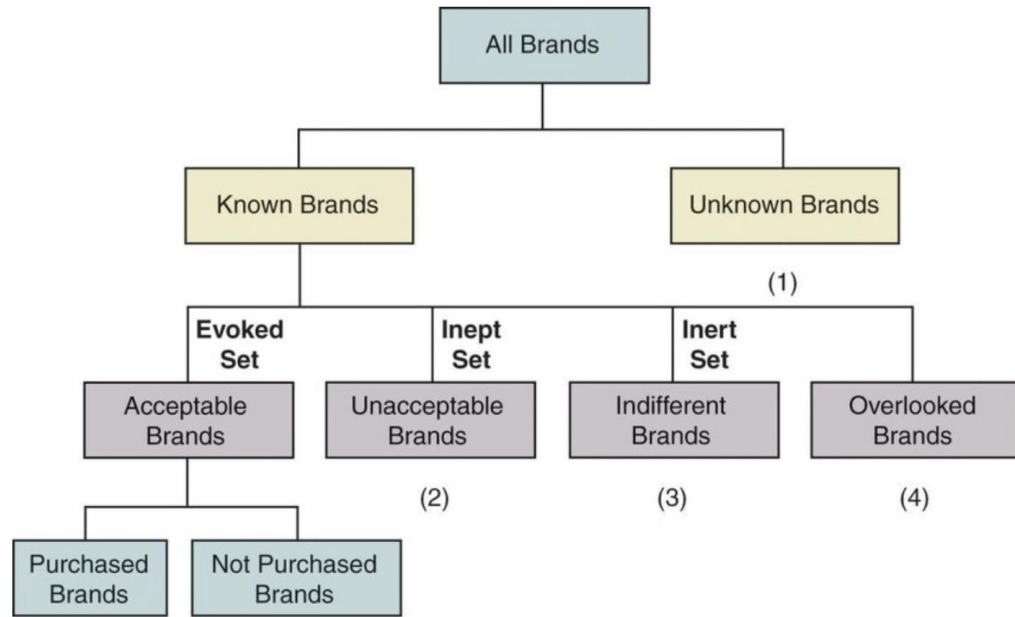 All Brands
Known Brands
Unknown Brands
(1)
Evoked
Set
Inept
Set
Inert
Set
Acceptable
Brands
Unacceptable
Brands
Indifferent
Brands
Overlooked
Brands
(2)
(3)
(4)
Purchased
Brands
Not Purchased
Brands